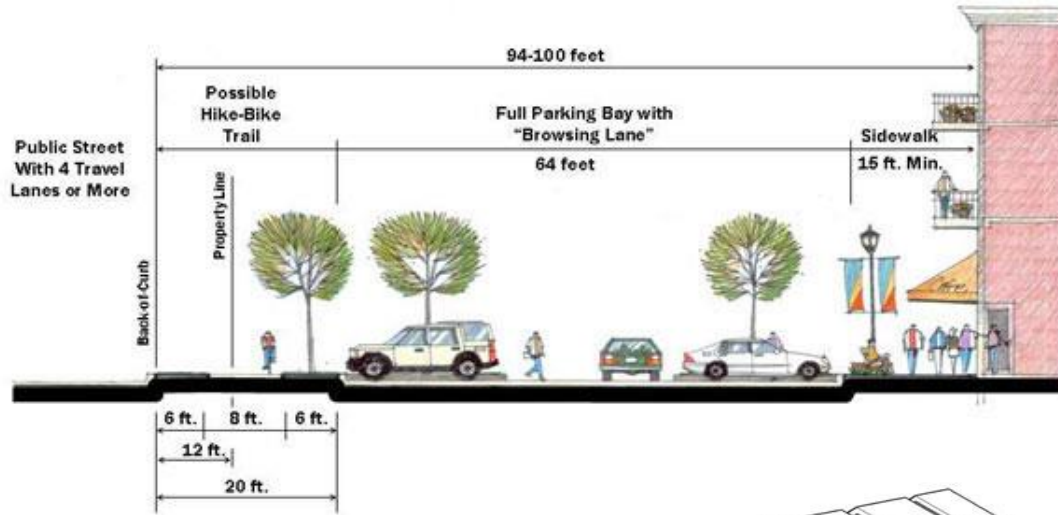 94-100 feet
Possible
Hike-Bike
Trail
Full Parking Bay with
"Browsing Lane"
Sidewalk
Public Street
With 4 Travel
Lanes or More
64 feet
15 ft. Min.
Property Line
Back-of-Curb
6 ft.
8 ft.
6 ft.
12 ft.
20 ft.